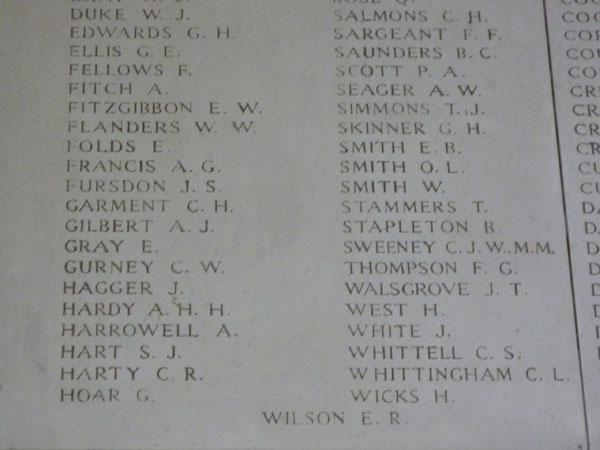 DUKE W. J.
EDWARDS G. H.
ELLIS G. E.
FELLOWS F.
FITCH A.
FITZGIBBON E. W.
FLANDERS W. W.
FOLDS E.
FRANCIS A. G.
FURSDON J. S.
GARMENT C. H.
GILBERT A. J.
GRAY E.
GURNEY C. W.
HAGGER J.
HARDY A. H. H.
HARROWELL A.
HART S. J.
HARTY C. R.
HOAR G.
SALMONS C. H.
SARGEANT F. F.
SAUNDERS B. C.
SCOTT P. A.
SEAGER A. W.
SIMMONS T. J.
SKINNER G. H.
SMITH E. B.
SMITH O. L.
SMITH W.
STAMMERS T.
STAPLETON B.
SWEENEY C. J. W., M.M.
THOMPSON F. G.
WALSGROVE J. T.
WEST H.
WHITE J.
WHITTELL C. S.
WHITTINGHAM C. L.
WICKS H.
WILSON E. R.